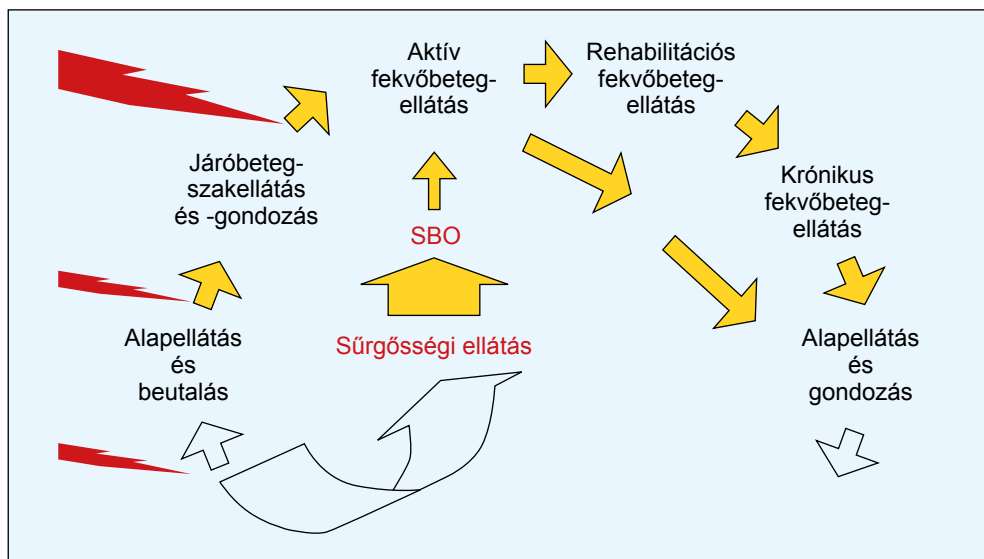 Aktív
fekvőbeteg-
ellátás
Rehabilitációs
fekvőbeteg-
ellátás
Járóbeteg-
szakellátás
és -gondozás
Krónikus
fekvőbeteg-
ellátás
SBO
Sűrgősségi ellátás
Alapellátás
és
beutalás
Alapellátás
és
gondozás